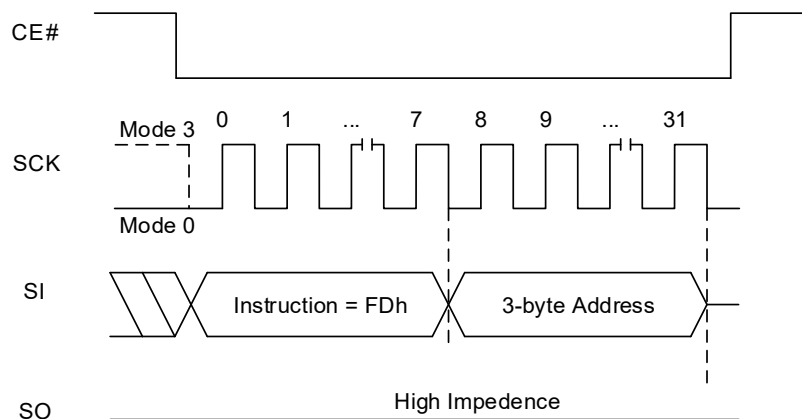 CE#
Mode 3
0 1 ... 7 8 9 ... 31
SCK
Mode 0
SI
Instruction = FDh
3-byte Address
High Impedence
SO